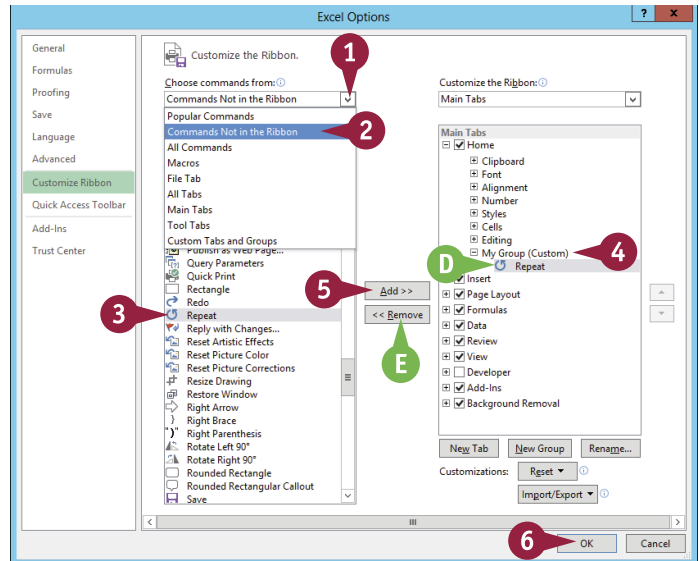 Excel Options
? x
General
Formulas
Proofing
Save
Language
Advanced
Customize Ribbon
Quick Access Toolbar
Add-Ins
Trust Center
Customize the Ribbon.
1
Choose commands from:
Commands Not in the Ribbon
Popular Commands
Commands Not in the Ribbon
2
All Commands
Macros
File Tab
All Tabs
Main Tabs
Tool Tabs
Custom Tabs and Groups
Publish as Web Page...
Query Parameters
Quick Print
Rectangle
Redo
3
Repeat
Reply with Changes...
Reset Artistic Effects
Reset Picture Color
Reset Picture Corrections
Resize Drawing
Restore Window
Right Arrow
Right Brace
Right Parenthesis
Rotate Left 90°
Rotate Right 90°
Rounded Rectangle
Rounded Rectangular Callout
Save
5
Add >>
<< Remove
E
Customize the Ribbon:
Main Tabs
Main Tabs
Home
Clipboard
Font
Alignment
Number
Styles
Cells
Editing
My Group (Custom)
4
D
Repeat
Insert
Page Layout
Formulas
Data
Review
View
Developer
Add-Ins
Background Removal
New Tab
New Group
Rename...
Customizations:
Reset
Import/Export
6
OK
Cancel